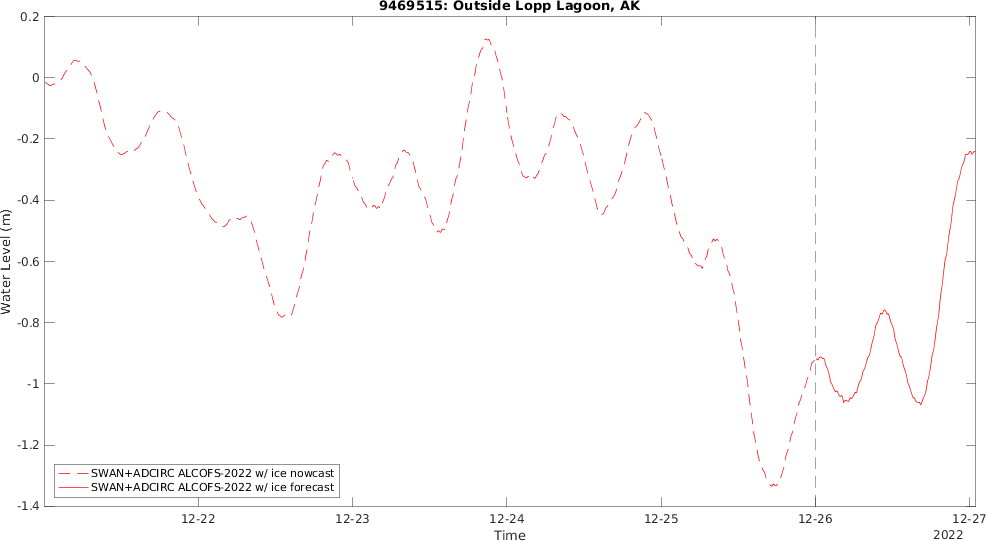 9469515: Outside Lopp Lagoon, AK
0.2
0
-0.2
-0.4
-0.6
-0.8
-1
-1.2
-1.4
Water Level (m)
SWAN+ADCIRC ALCOFS-2022 w/ ice nowcast
SWAN+ADCIRC ALCOFS-2022 w/ ice forecast
12-22 12-23 12-24 12-25 12-26 12-27
Time
2022